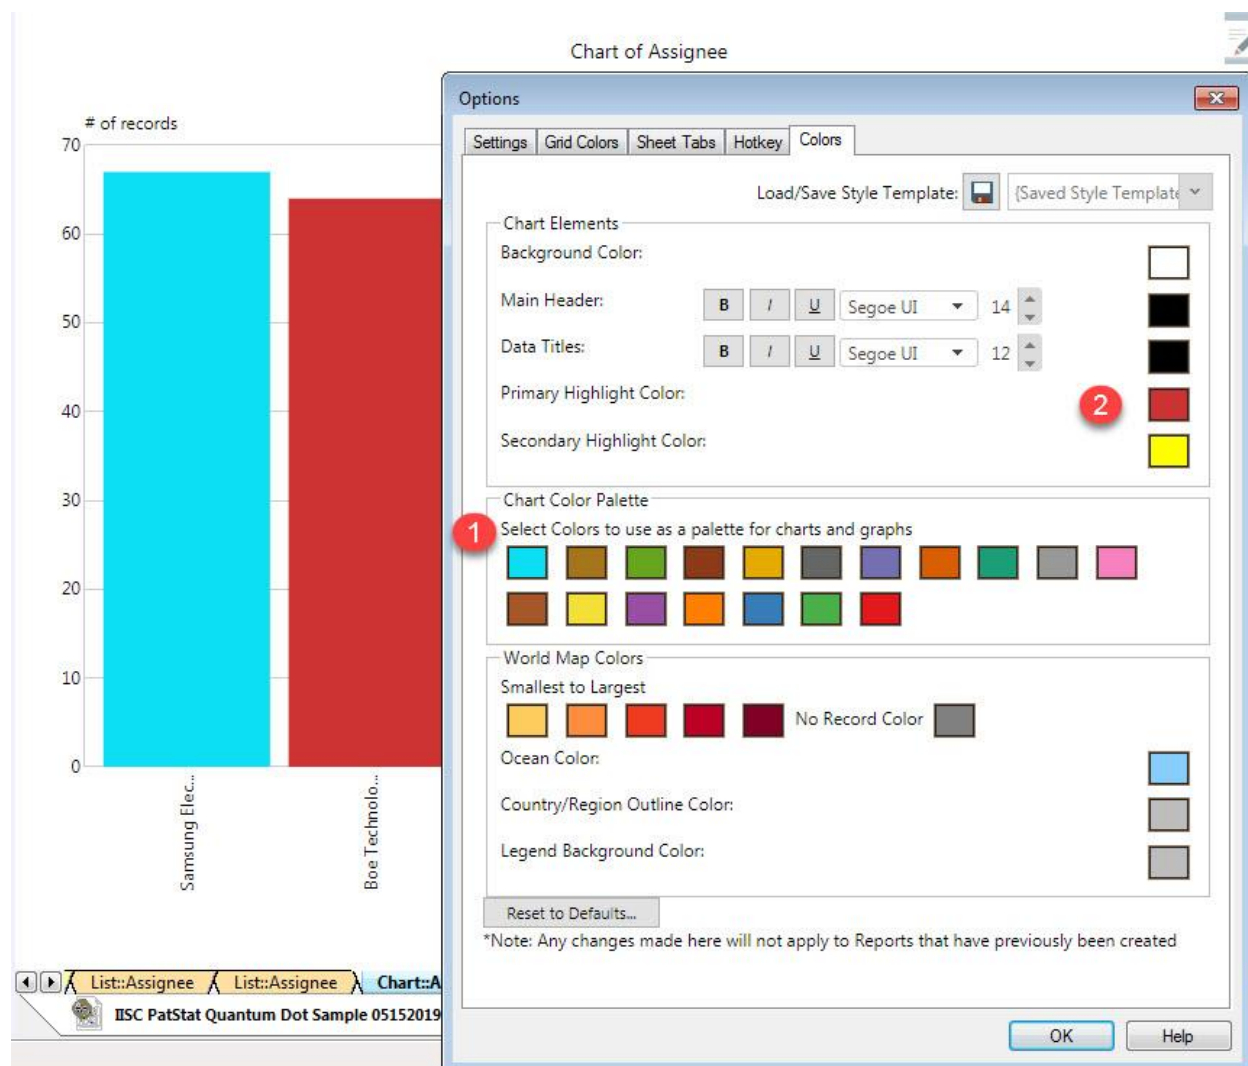 Chart of Assignee
# of records
70
60
50
40
30
20
10
0
Samsung Elec...
Boe Technolo...
Options
Settings Grid Colors Sheet Tabs Hotkey Colors
Load/Save Style Template: {Saved Style Template
Chart Elements
Background Color:
Main Header: B I U Segoe UI 14
Data Titles: B I U Segoe UI 12
Primary Highlight Color: 2
Secondary Highlight Color:
Chart Color Palette
1 Select Colors to use as a palette for charts and graphs
World Map Colors
Smallest to Largest
No Record Color
Ocean Color:
Country/Region Outline Color:
Legend Background Color:
Reset to Defaults...
*Note: Any changes made here will not apply to Reports that have previously been created
OK Help
List::Assignee List::Assignee Chart::A
IISC PatStat Quantum Dot Sample 05152019